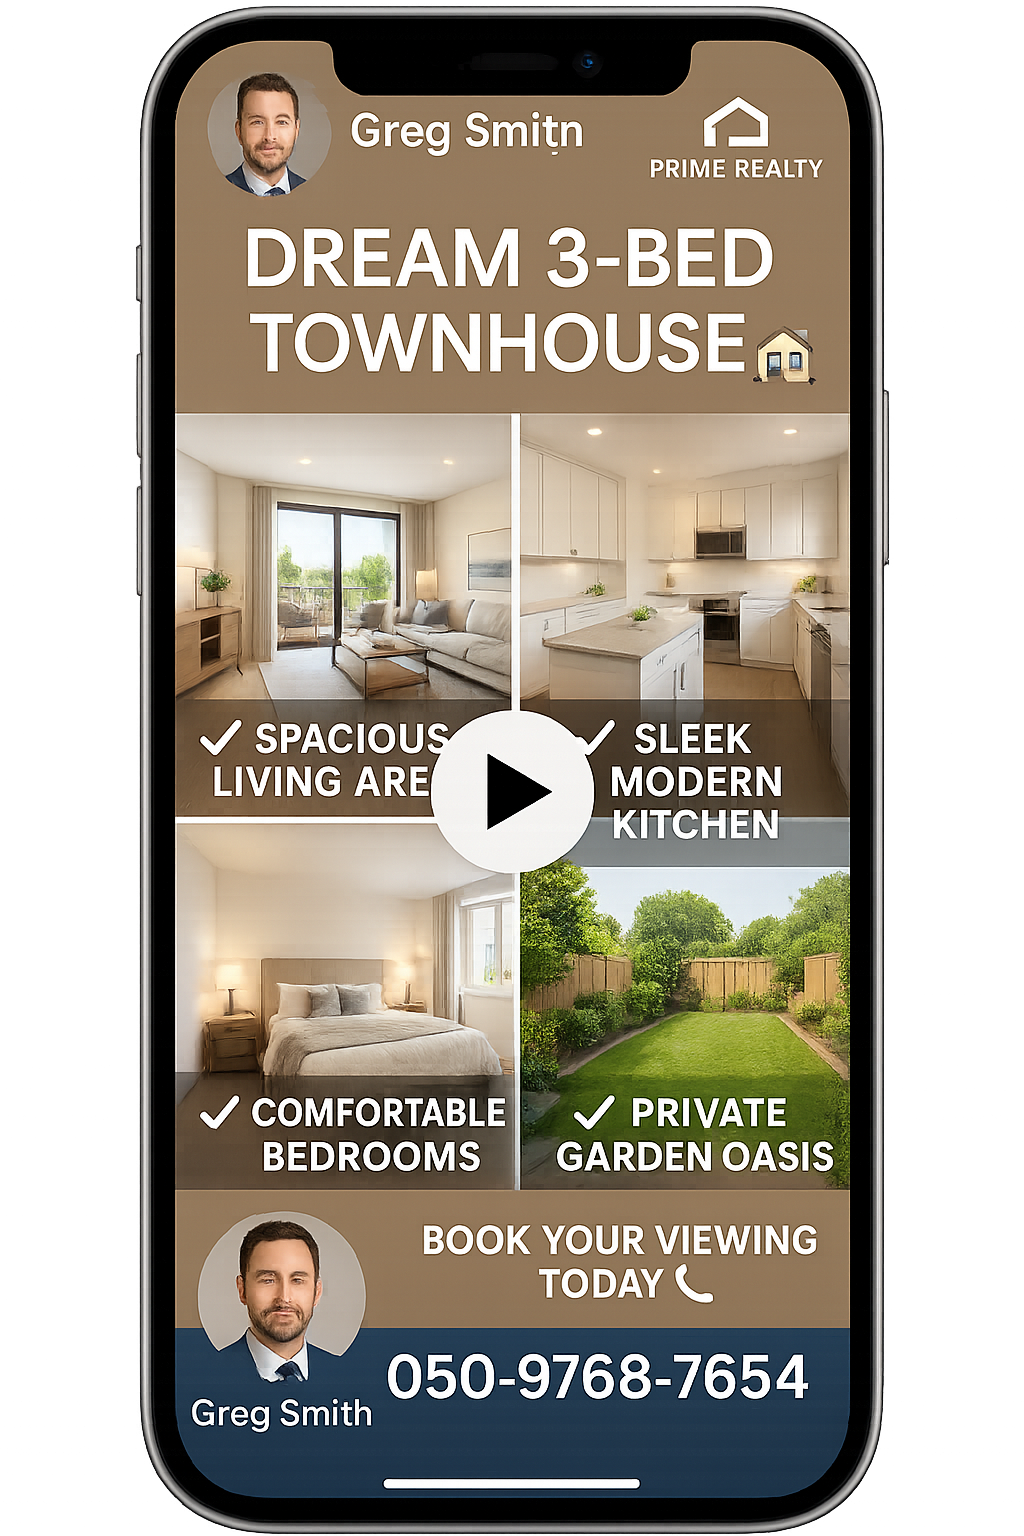 Greg Smitn
PRIME REALTY
DREAM 3-BED
TOWNHOUSE
✓ SPACIOUS
LIVING ARE
✓ SLEEK
MODERN
KITCHEN
✓ COMFORTABLE
BEDROOMS
✓ PRIVATE
GARDEN OASIS
BOOK YOUR VIEWING
TODAY
050-9768-7654
Greg Smith